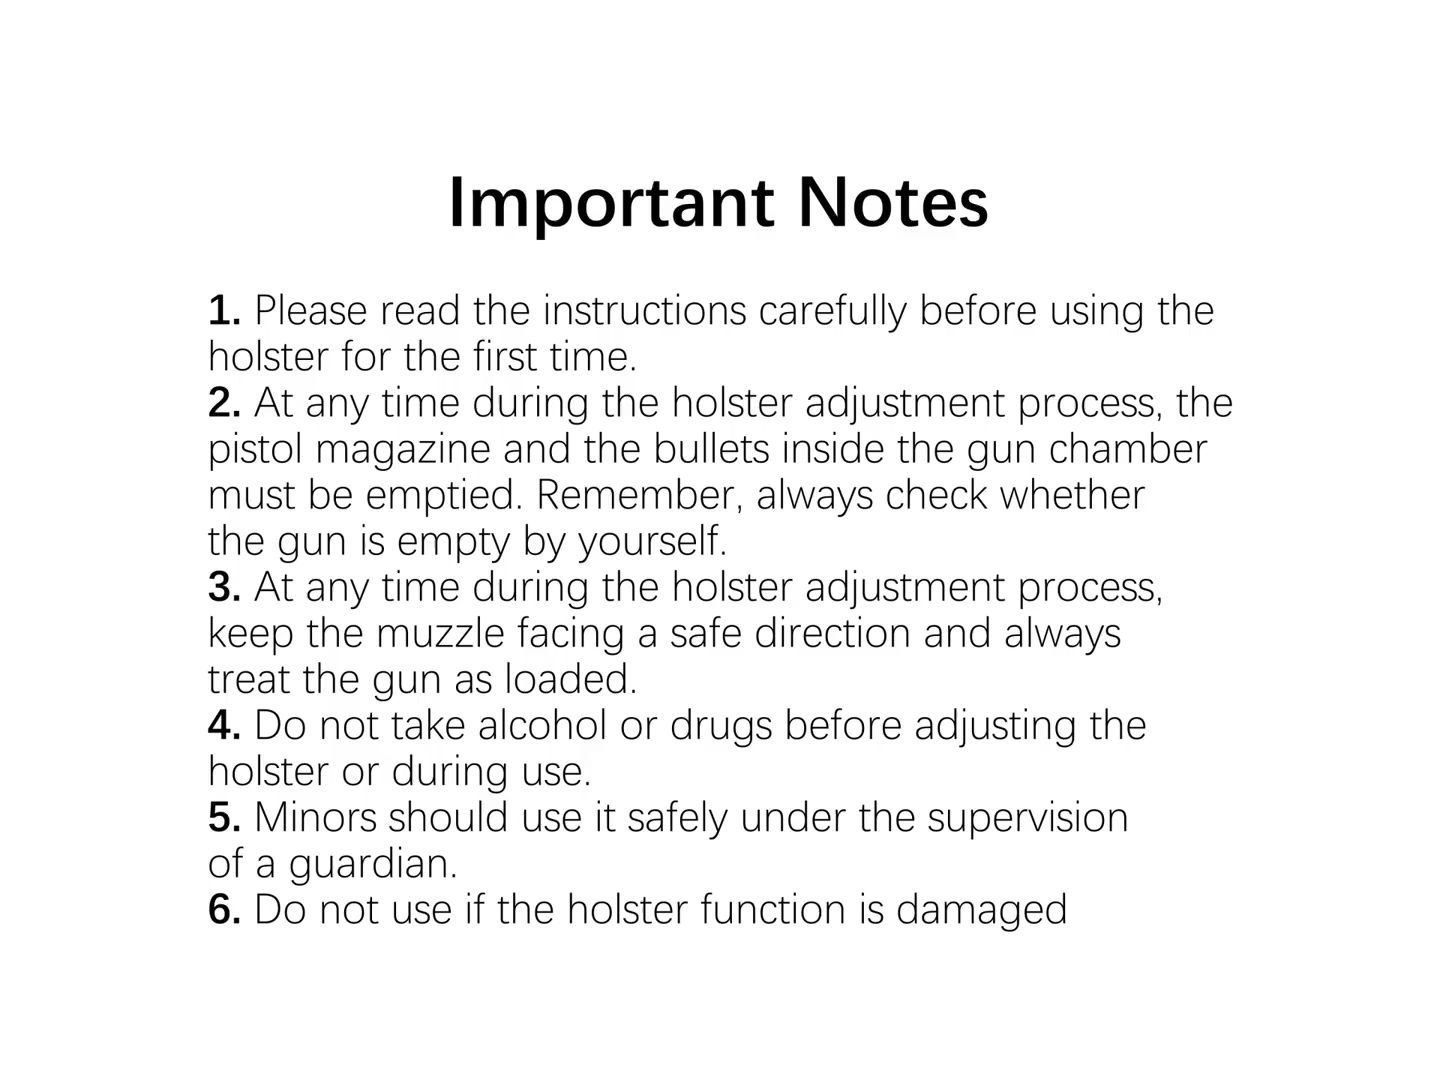 Important Notes
1. Please read the instructions carefully before using the
holster for the first time.
2. At any time during the holster adjustment process, the
pistol magazine and the bullets inside the gun chamber
must be emptied. Remember, always check whether
the gun is empty by yourself.
3. At any time during the holster adjustment process,
keep the muzzle facing a safe direction and always
treat the gun as loaded.
4. Do not take alcohol or drugs before adjusting the
holster or during use.
5. Minors should use it safely under the supervision
of a guardian.
6. Do not use if the holster function is damaged